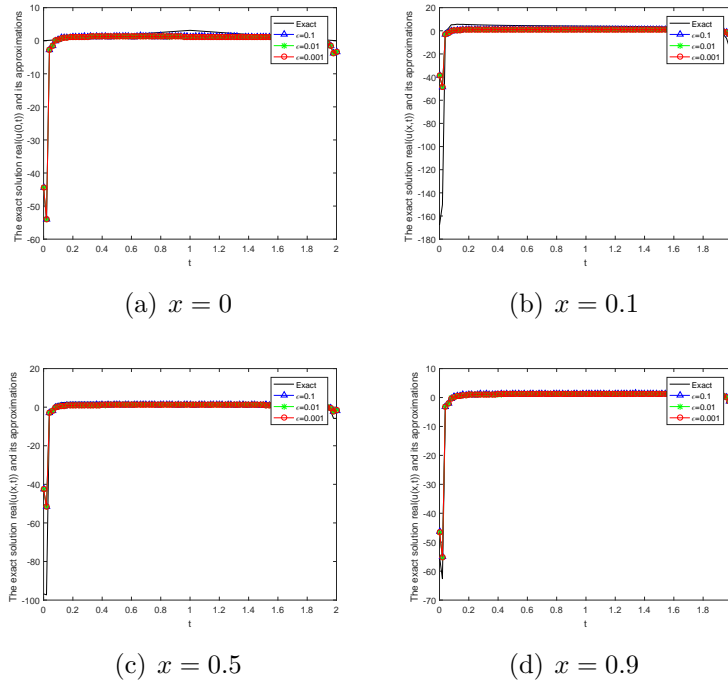 The exact solution real(u(0,t)) and its approximations
10
0
-10
-20
-30
-40
-50
-60
0 0.2 0.4 0.6 0.8 1 1.2 1.4 1.6 1.8 2
t
Exact
ϵ=0.1
ϵ=0.01
ϵ=0.001
(a) x = 0
The exact solution real(u(x,t)) and its approximations
20
0
-20
-40
-60
-80
-100
-120
-140
-160
-180
0 0.2 0.4 0.6 0.8 1 1.2 1.4 1.6 1.8
t
Exact
ϵ=0.1
ϵ=0.01
ϵ=0.001
(b) x = 0.1
The exact solution real(u(x,t)) and its approximations
20
0
-20
-40
-60
-80
-100
0 0.2 0.4 0.6 0.8 1 1.2 1.4 1.6 1.8 2
t
Exact
ϵ=0.1
ϵ=0.01
ϵ=0.001
(c) x = 0.5
The exact solution real(u(x,t)) and its approximations
10
0
-10
-20
-30
-40
-50
-60
-70
0 0.2 0.4 0.6 0.8 1 1.2 1.4 1.6 1.8
t
Exact
ϵ=0.1
ϵ=0.01
ϵ=0.001
(d) x = 0.9